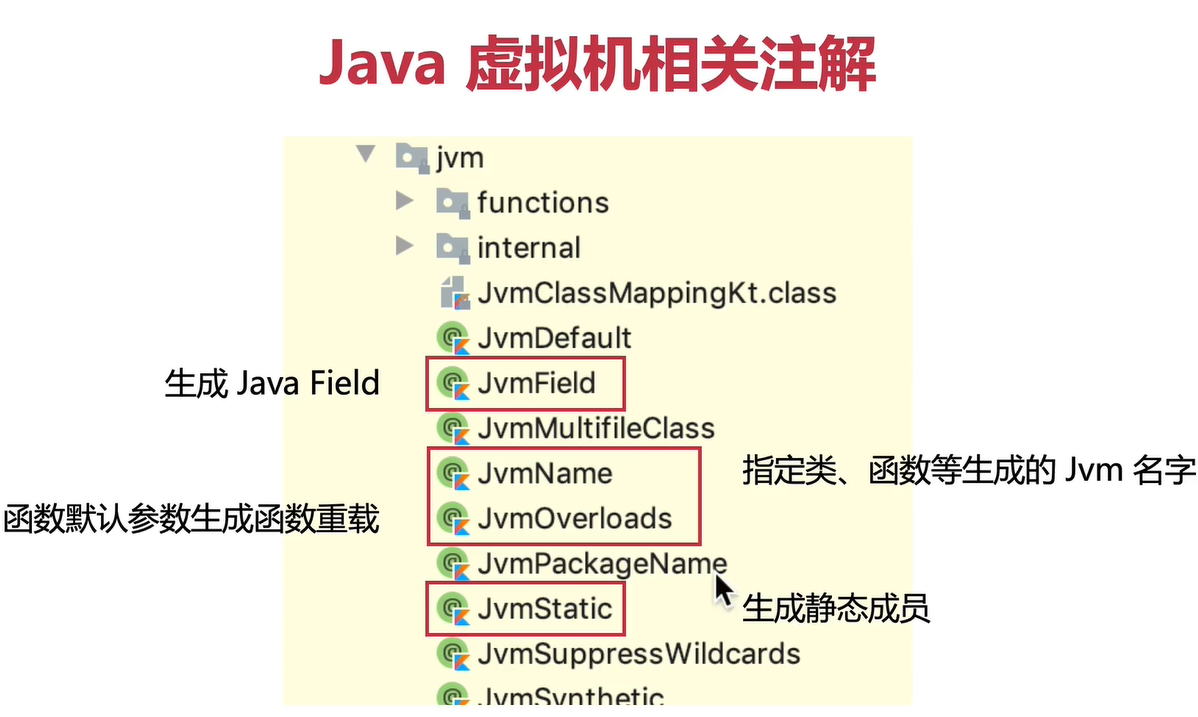 Java 虚拟机相关注解
jvm
functions
internal
JvmClassMappingKt.class
JvmDefault
生成 Java Field
JvmField
JvmMultifileClass
JvmName
指定类、函数等生成的 Jvm 名字
函数默认参数生成函数重载
JvmOverloads
JvmPackageName
JvmStatic
生成静态成员
JvmSuppressWildcards
JvmSynthetic